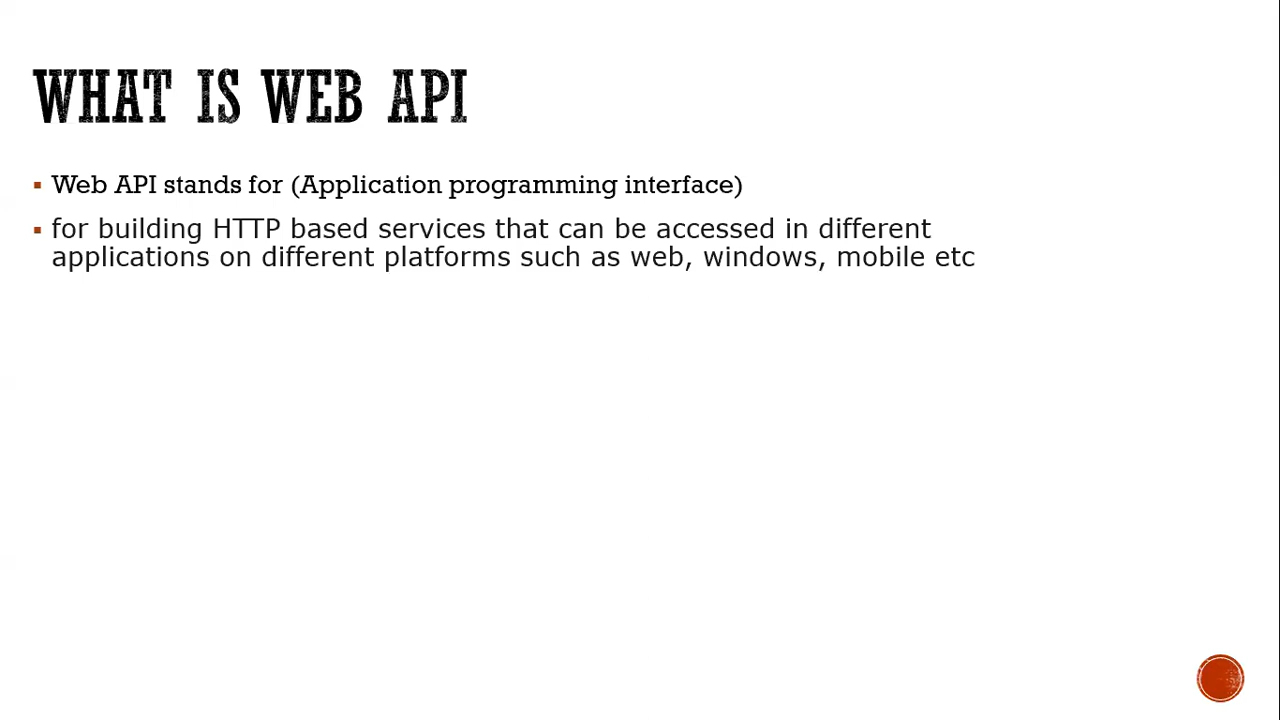 WHAT IS WEB API
▪ Web API stands for (Application programming interface)
▪ for building HTTP based services that can be accessed in different
applications on different platforms such as web, windows, mobile etc